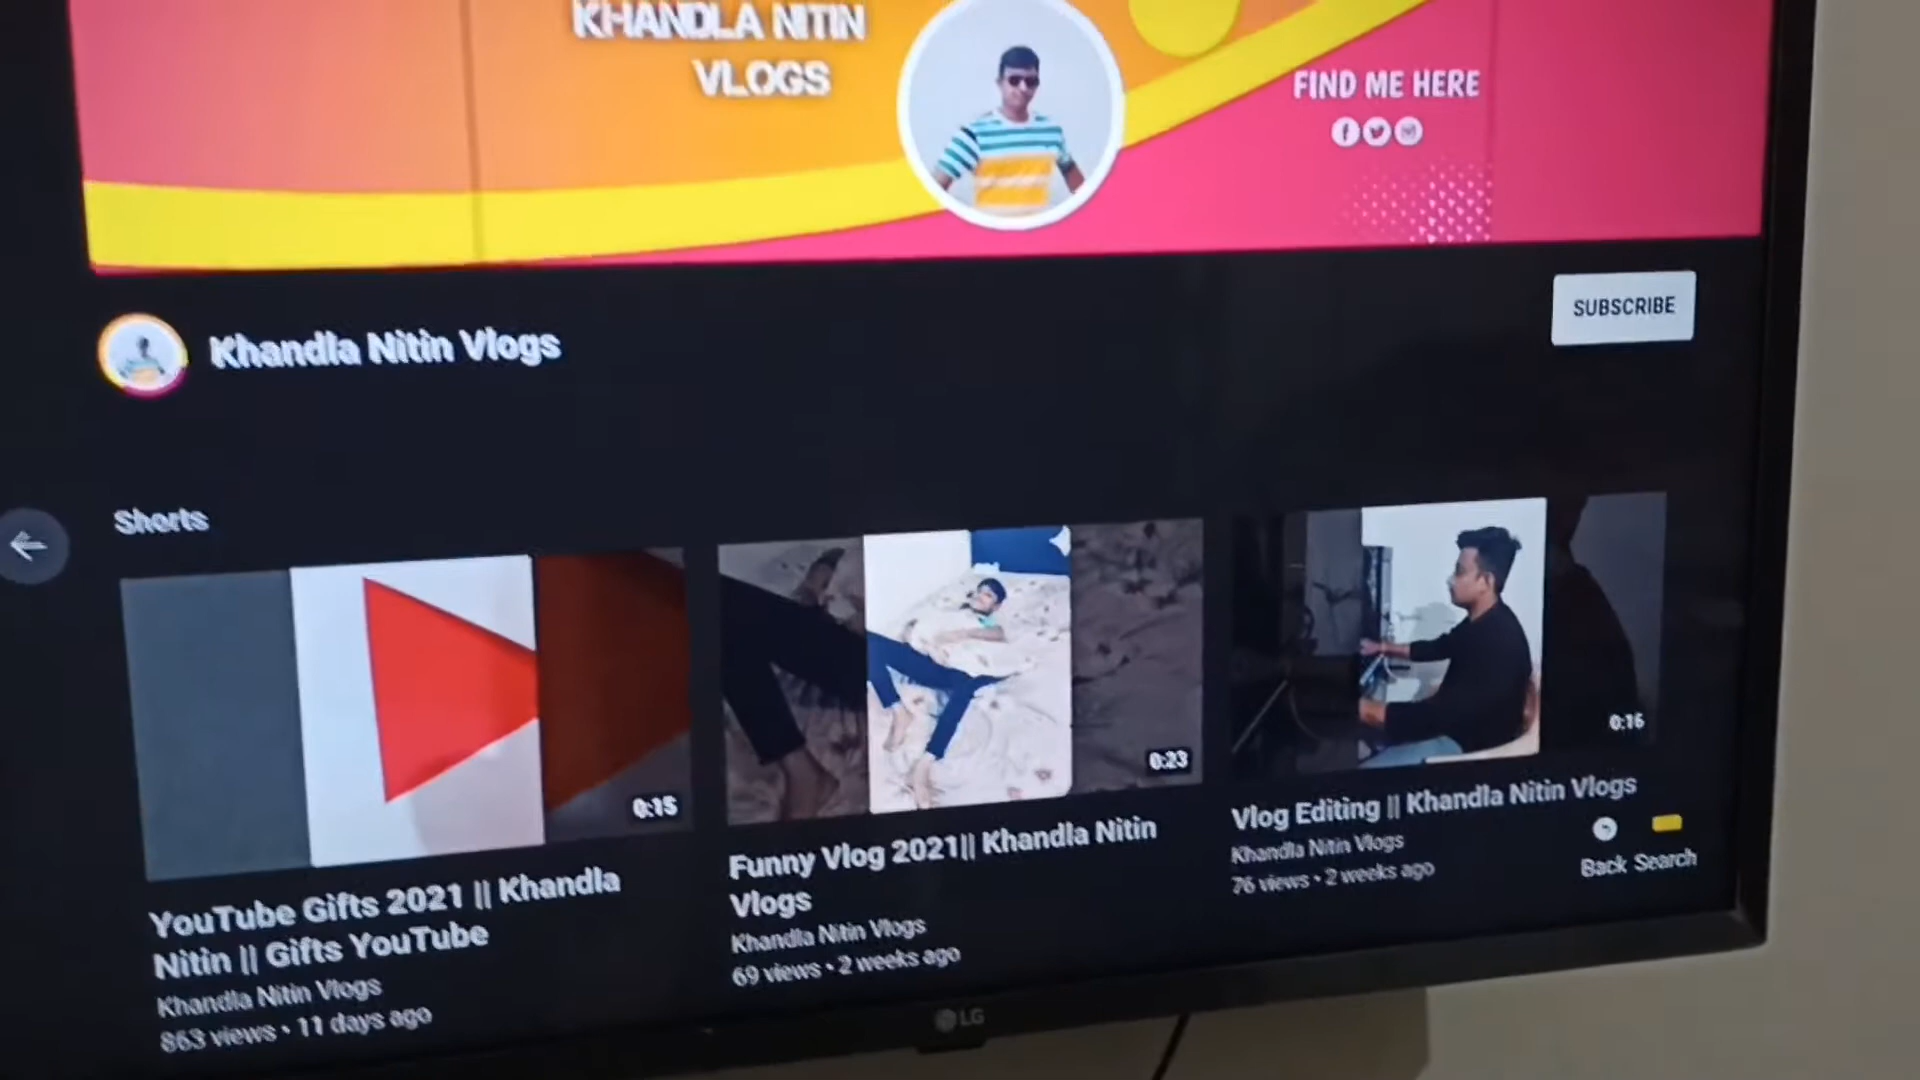 KHANDLA NITIN
VLOGS
FIND ME HERE
Khandla Nitin Vlogs
SUBSCRIBE
Shorts
0:15
YouTube Gifts 2021 || Khandla
Nitin || Gifts YouTube
Khandla Nitin Vlogs
863 views • 11 days ago
0:23
Funny Vlog 2021|| Khandla Nitin
Vlogs
Khandla Nitin Vlogs
69 views • 2 weeks ago
0:16
Vlog Editing || Khandla Nitin Vlogs
Khandla Nitin Vlogs
76 views • 2 weeks ago
Back Search
LG